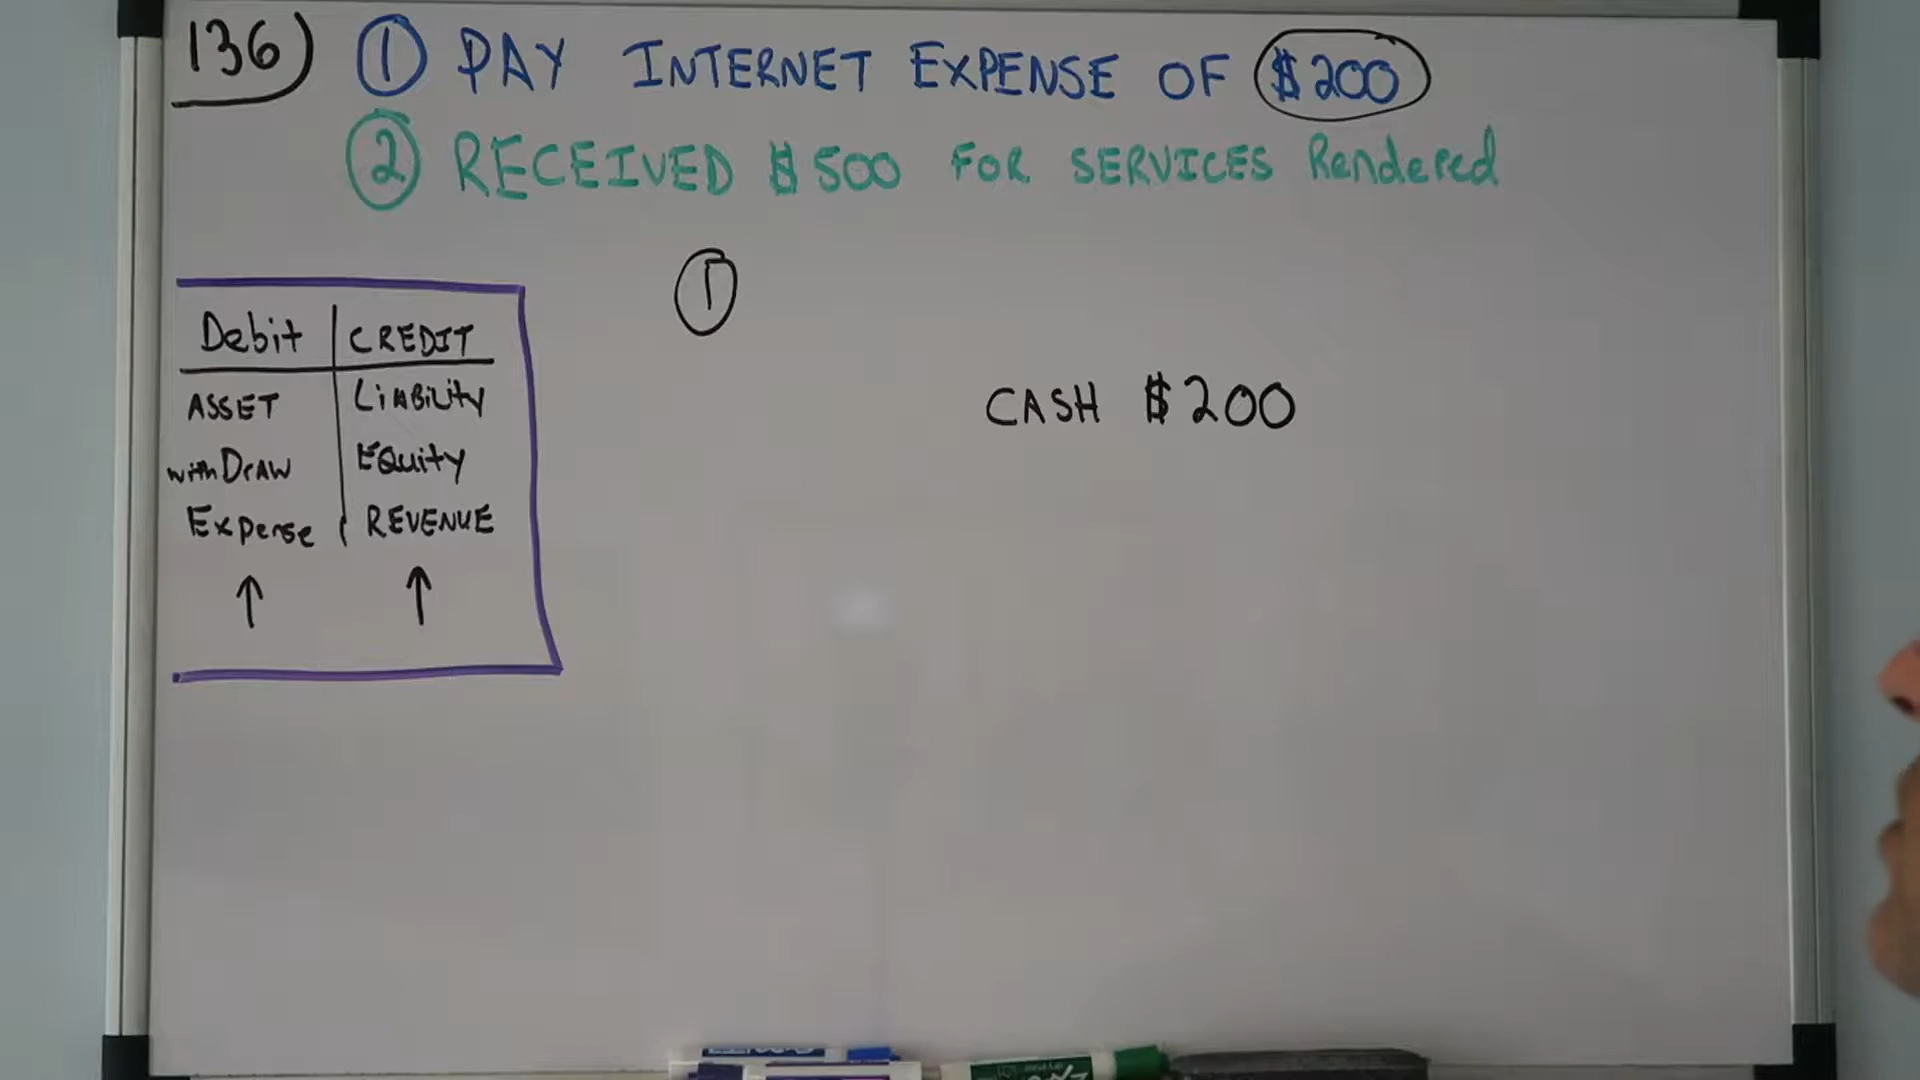 136) ① PAY INTERNET EXPENSE OF $200
② RECEIVED $500 FOR SERVICES Rendered
①
Debit CREDIT
ASSET LiABiLity
withDrAW EQuity
Expense REVENUE
↑ ↑
CASH $200
EXPO